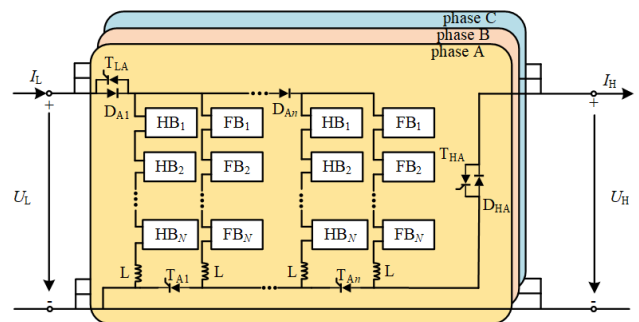 phase C
phase B
phase A
I_L T_LA I_H
+ D_A1 D_An +
HB_1 FB_1 HB_1 FB_1
T_HA
HB_2 FB_2 HB_2 FB_2
U_L D_HA U_H
HB_N FB_N HB_N FB_N
L T_A1 L L T_An L
- -